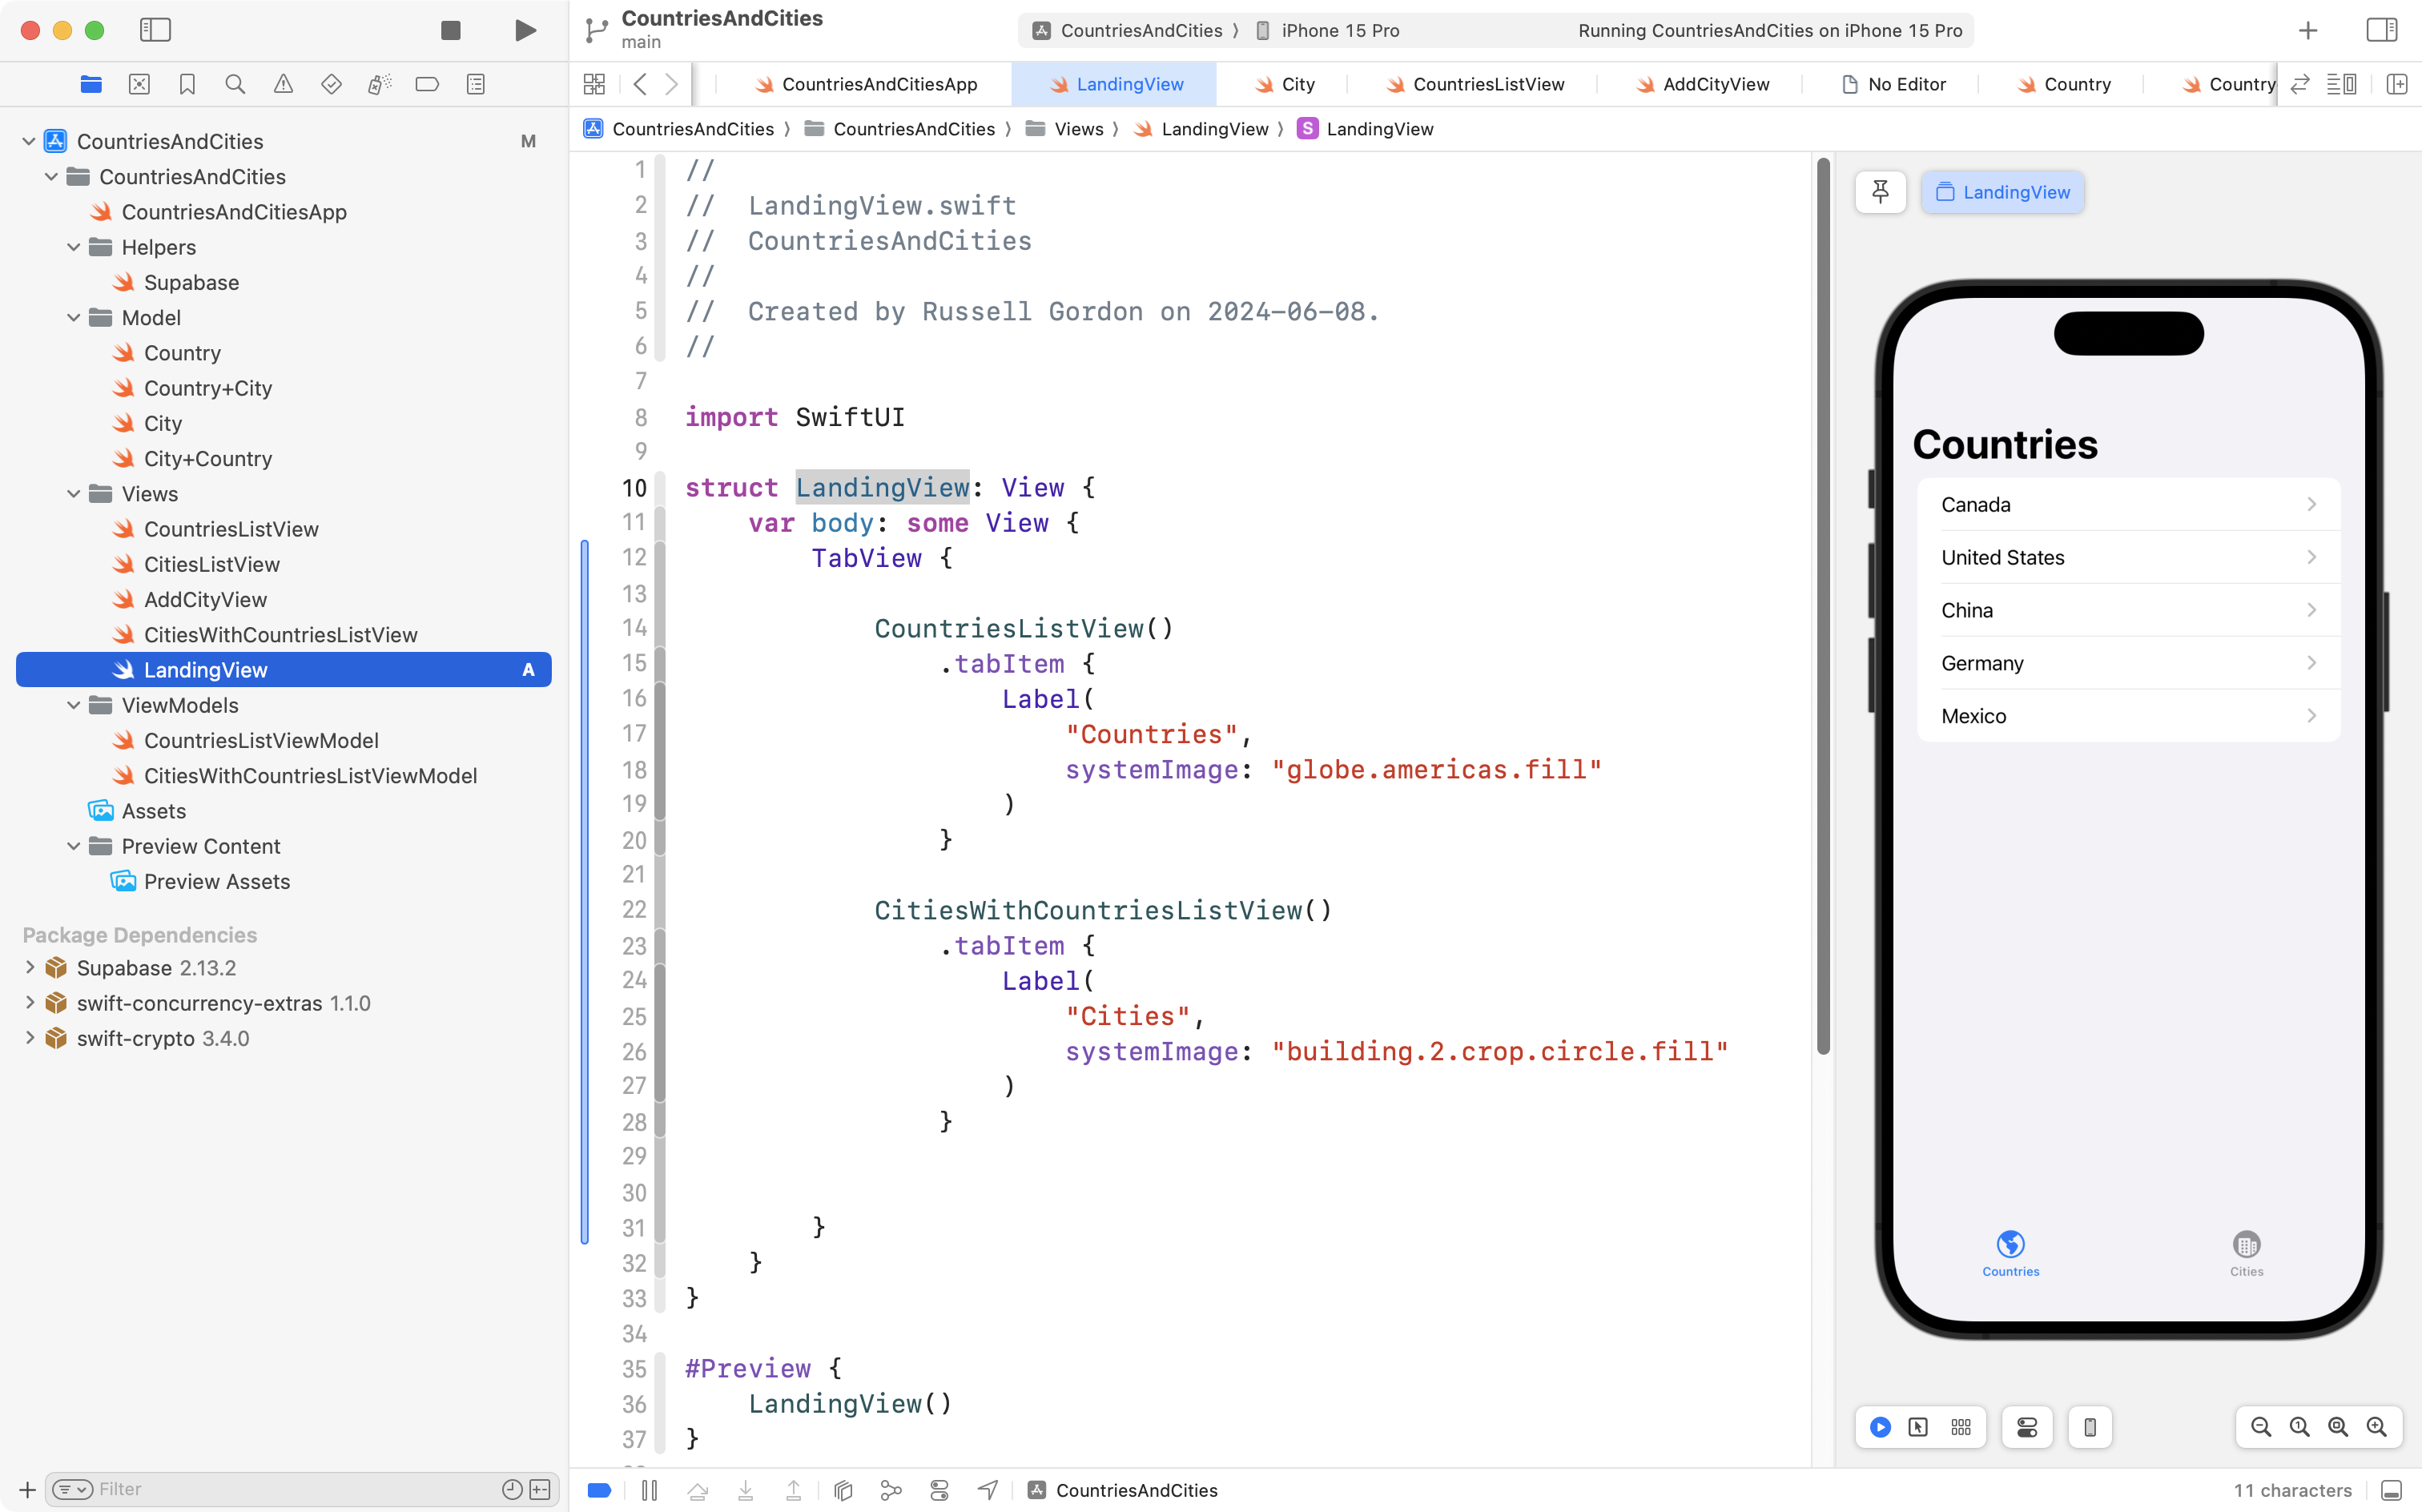 CountriesAndCities
main
CountriesAndCities
iPhone 15 Pro
Running CountriesAndCities on iPhone 15 Pro
CountriesAndCitiesApp
LandingView
City
CountriesListView
AddCityView
No Editor
Country
Country
CountriesAndCities
CountriesAndCities
Views
LandingView
S LandingView
CountriesAndCities M
CountriesAndCities
CountriesAndCitiesApp
Helpers
Supabase
Model
Country
Country+City
City
City+Country
Views
CountriesListView
CitiesListView
AddCityView
CitiesWithCountriesListView
LandingView A
ViewModels
CountriesListViewModel
CitiesWithCountriesListViewModel
Assets
Preview Content
Preview Assets
Package Dependencies
Supabase 2.13.2
swift-concurrency-extras 1.1.0
swift-crypto 3.4.0
Filter
1 //
2 //  LandingView.swift
3 //  CountriesAndCities
4 //
5 //  Created by Russell Gordon on 2024-06-08.
6 //
7
8 import SwiftUI
9
10 struct LandingView: View {
11     var body: some View {
12         TabView {
13
14             CountriesListView()
15                 .tabItem {
16                     Label(
17                         "Countries",
18                         systemImage: "globe.americas.fill"
19                     )
20                 }
21
22             CitiesWithCountriesListView()
23                 .tabItem {
24                     Label(
25                         "Cities",
26                         systemImage: "building.2.crop.circle.fill"
27                     )
28                 }
29
30
31         }
32     }
33 }
34
35 #Preview {
36     LandingView()
37 }
LandingView
Countries
Canada
United States
China
Germany
Mexico
Countries
Cities
CountriesAndCities
11 characters